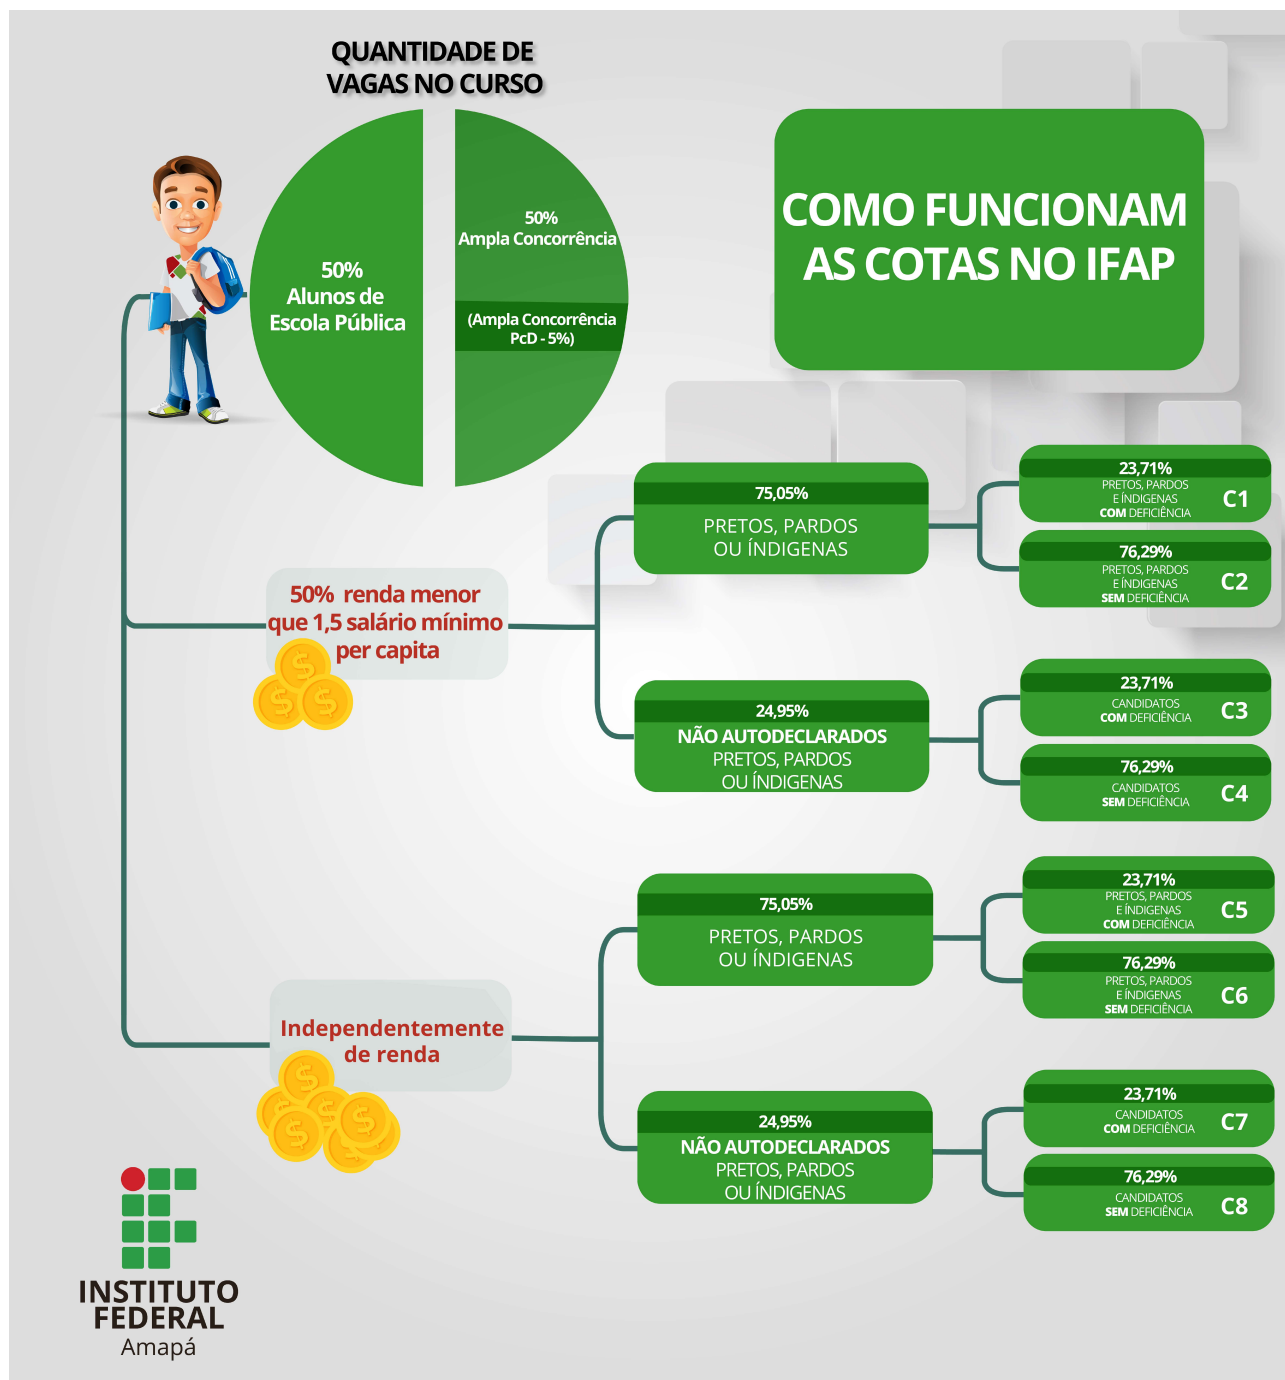 QUANTIDADE DE
VAGAS NO CURSO
50%
Alunos de
Escola Pública
50%
Ampla Concorrência
(Ampla Concorrência
PcD - 5%)
COMO FUNCIONAM
AS COTAS NO IFAP
50% renda menor
que 1,5 salário mínimo
per capita
75,05%
PRETOS, PARDOS
OU ÍNDIGENAS
23,71%
PRETOS, PARDOS
E ÍNDIGENAS
COM DEFICIÊNCIA
C1
76,29%
PRETOS, PARDOS
E ÍNDIGENAS
SEM DEFICIÊNCIA
C2
24,95%
NÃO AUTODECLARADOS
PRETOS, PARDOS
OU ÍNDIGENAS
23,71%
CANDIDATOS
COM DEFICIÊNCIA
C3
76,29%
CANDIDATOS
SEM DEFICIÊNCIA
C4
Independentemente
de renda
75,05%
PRETOS, PARDOS
OU ÍNDIGENAS
23,71%
PRETOS, PARDOS
E ÍNDIGENAS
COM DEFICIÊNCIA
C5
76,29%
PRETOS, PARDOS
E ÍNDIGENAS
SEM DEFICIÊNCIA
C6
24,95%
NÃO AUTODECLARADOS
PRETOS, PARDOS
OU ÍNDIGENAS
23,71%
CANDIDATOS
COM DEFICIÊNCIA
C7
76,29%
CANDIDATOS
SEM DEFICIÊNCIA
C8
INSTITUTO
FEDERAL
Amapá